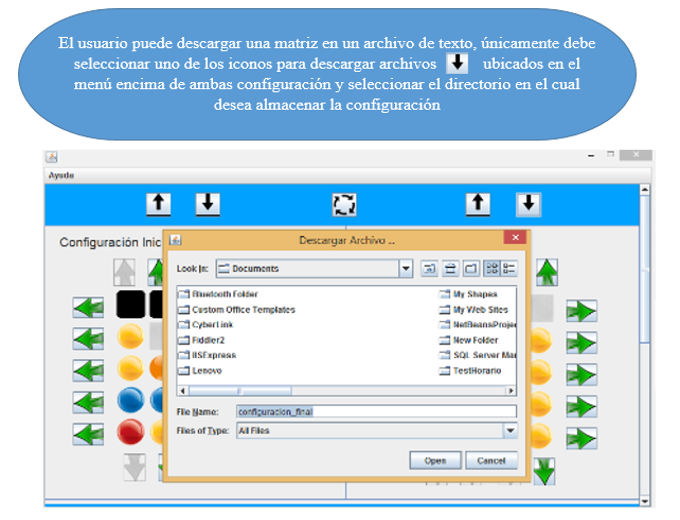 El usuario puede descargar una matriz en un archivo de texto, únicamente debe
seleccionar uno de los iconos para descargar archivos ubicados en el
menú encima de ambas configuración y seleccionar el directorio en el cual
desea almacenar la configuración
Ayuda
Descargar Archivo ...
Configuración Inic
Look In: Documents
Bluetooth Folder
Custom Office Templates
CyberLink
Fiddler2
IISExpress
Lenovo
My Shapes
My Web Sites
NetBeansProje
New Folder
SQL Server Mar
TestHorario
File Name: configuracion_final
Files of Type: All Files
Open Cancel